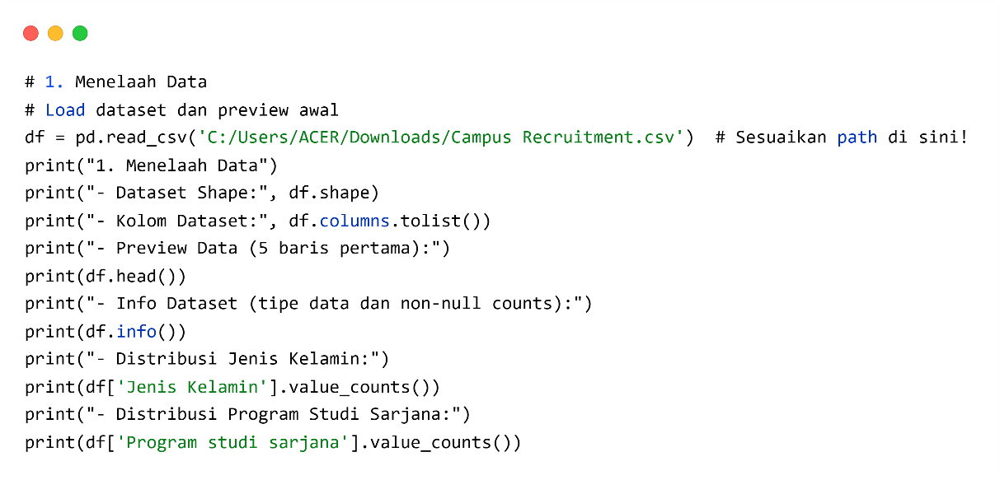 # 1. Menelaah Data
# Load dataset dan preview awal
df = pd.read_csv('C:/Users/ACER/Downloads/Campus Recruitment.csv')  # Sesuaikan path di sini!
print("1. Menelaah Data")
print("- Dataset Shape:", df.shape)
print("- Kolom Dataset:", df.columns.tolist())
print("- Preview Data (5 baris pertama):")
print(df.head())
print("- Info Dataset (tipe data dan non-null counts):")
print(df.info())
print("- Distribusi Jenis Kelamin:")
print(df['Jenis Kelamin'].value_counts())
print("- Distribusi Program Studi Sarjana:")
print(df['Program studi sarjana'].value_counts())